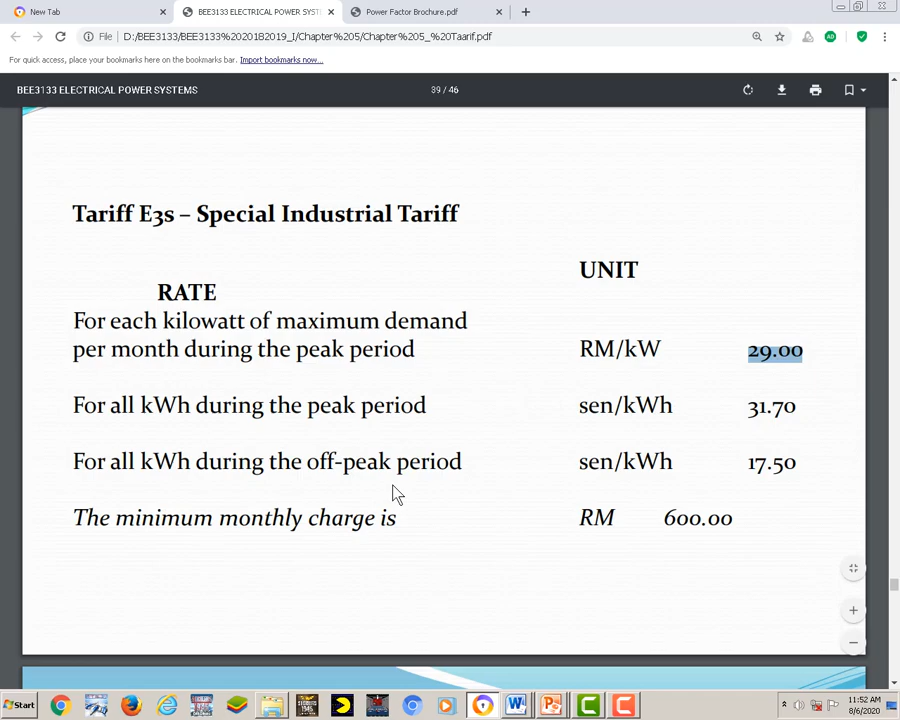 New Tab
BEE3133 ELECTRICAL POWER SYST
Power Factor Brochure.pdf
File
D:/BEE3133/BEE3133%2020182019_I/Chapter%205/Chapter%205_%20Taarif.pdf
For quick access, place your bookmarks here on the bookmarks bar. Import bookmarks now...
BEE3133 ELECTRICAL POWER SYSTEMS
39 / 46
Tariff E3s – Special Industrial Tariff
UNIT
RATE
For each kilowatt of maximum demand
per month during the peak period RM/kW 29.00
For all kWh during the peak period sen/kWh 31.70
For all kWh during the off-peak period sen/kWh 17.50
The minimum monthly charge is RM 600.00
Start
11:52 AM
8/6/2020